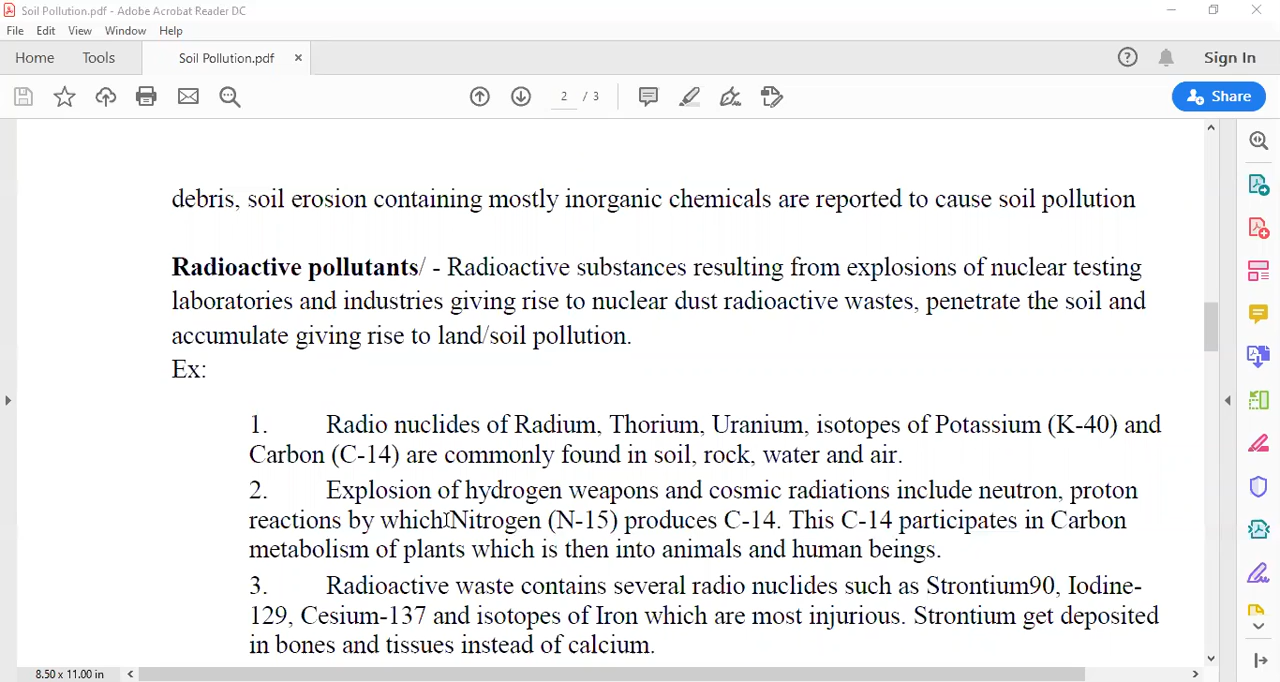 Soil Pollution.pdf - Adobe Acrobat Reader DC
File Edit View Window Help
Home Tools Soil Pollution.pdf × Sign In
2 / 3 Share
debris, soil erosion containing mostly inorganic chemicals are reported to cause soil pollution
Radioactive pollutants/ - Radioactive substances resulting from explosions of nuclear testing
laboratories and industries giving rise to nuclear dust radioactive wastes, penetrate the soil and
accumulate giving rise to land/soil pollution.
Ex:
1. Radio nuclides of Radium, Thorium, Uranium, isotopes of Potassium (K-40) and
Carbon (C-14) are commonly found in soil, rock, water and air.
2. Explosion of hydrogen weapons and cosmic radiations include neutron, proton
reactions by which Nitrogen (N-15) produces C-14. This C-14 participates in Carbon
metabolism of plants which is then into animals and human beings.
3. Radioactive waste contains several radio nuclides such as Strontium90, Iodine-
129, Cesium-137 and isotopes of Iron which are most injurious. Strontium get deposited
in bones and tissues instead of calcium.
8.50 x 11.00 in